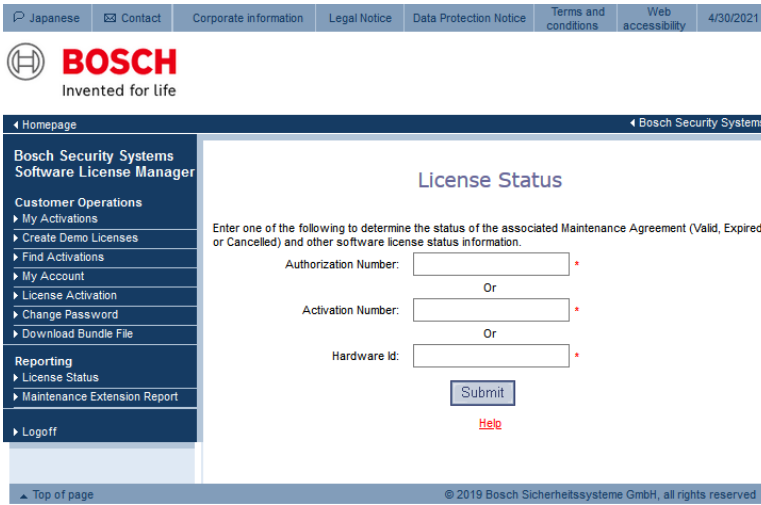 Japanese
Contact
Corporate information
Legal Notice
Data Protection Notice
Terms and
conditions
Web
accessibility
4/30/2021
BOSCH
Invented for life
Homepage
Bosch Security Systems
Bosch Security Systems
Software License Manager
Customer Operations
My Activations
Create Demo Licenses
Find Activations
My Account
License Activation
Change Password
Download Bundle File
Reporting
License Status
Maintenance Extension Report
Logoff
License Status
Enter one of the following to determine the status of the associated Maintenance Agreement (Valid, Expired
or Cancelled) and other software license status information.
Authorization Number: *
Or
Activation Number: *
Or
Hardware Id: *
Submit
Help
Top of page
© 2019 Bosch Sicherheitssysteme GmbH, all rights reserved